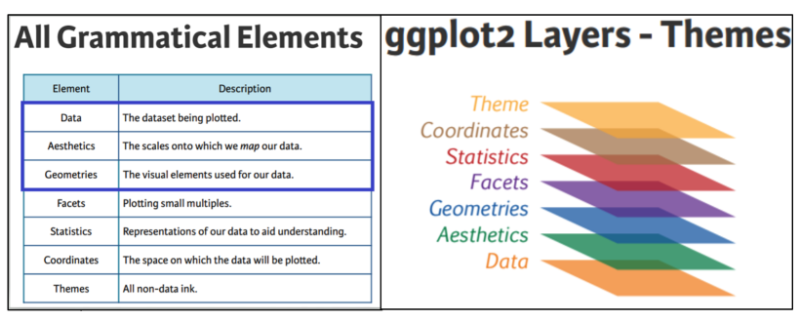 All Grammatical Elements
Element Description
Data The dataset being plotted.
Aesthetics The scales onto which we map our data.
Geometries The visual elements used for our data.
Facets Plotting small multiples.
Statistics Representations of our data to aid understanding.
Coordinates The space on which the data will be plotted.
Themes All non-data ink.
ggplot2 Layers - Themes
Theme
Coordinates
Statistics
Facets
Geometries
Aesthetics
Data